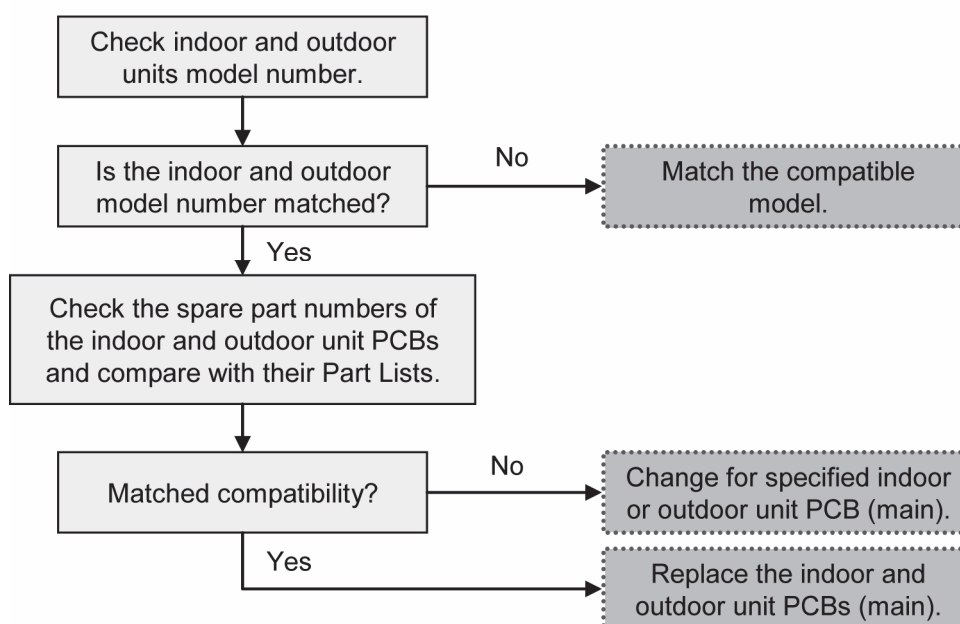 Check indoor and outdoor
units model number.
Is the indoor and outdoor
model number matched?
No
Match the compatible
model.
Yes
Check the spare part numbers of
the indoor and outdoor unit PCBs
and compare with their Part Lists.
Matched compatibility?
No
Change for specified indoor
or outdoor unit PCB (main).
Yes
Replace the indoor and
outdoor unit PCBs (main).